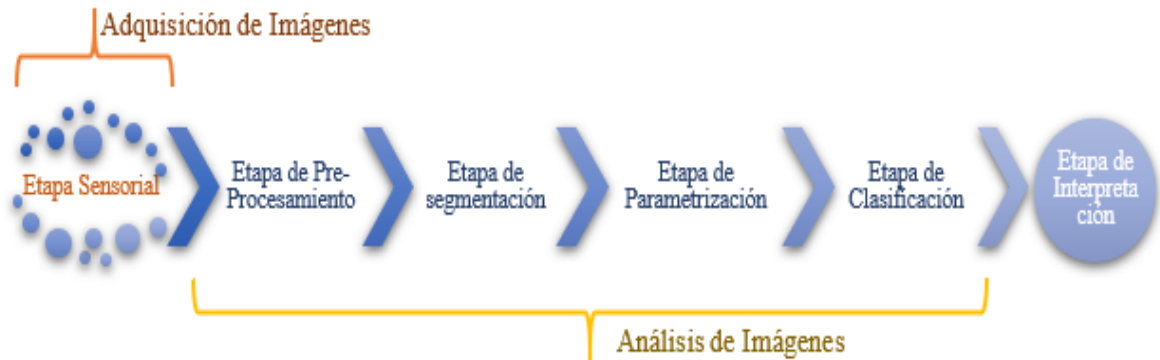 Adquisición de Imágenes
Etapa Sensorial
Etapa de Pre-
Procesamiento
Etapa de
segmentación
Etapa de
Parametrización
Etapa de
Clasificación
Etapa de
Interpreta
ción
Análisis de Imágenes